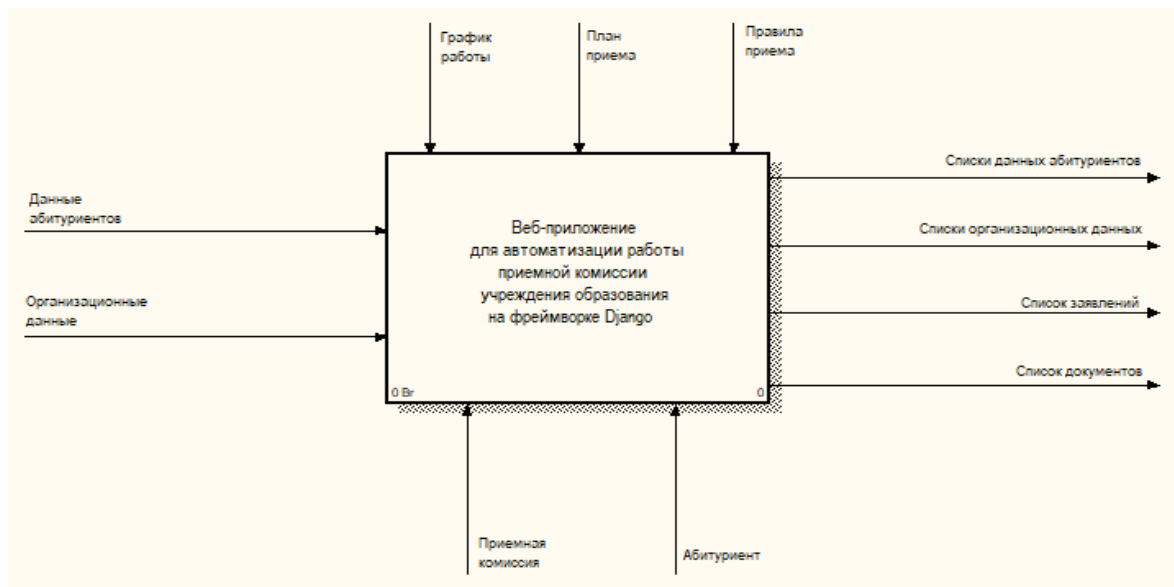 График
работы
План
приема
Правила
приема
Данные
абитуриентов
Организационные
данные
Веб-приложение
для автоматизации работы
приемной комиссии
учреждения образования
на фреймворке Django
0 Br
0
Списки данных абитуриентов
Списки организационных данных
Список заявлений
Список документов
Приемная
комиссия
Абитуриент